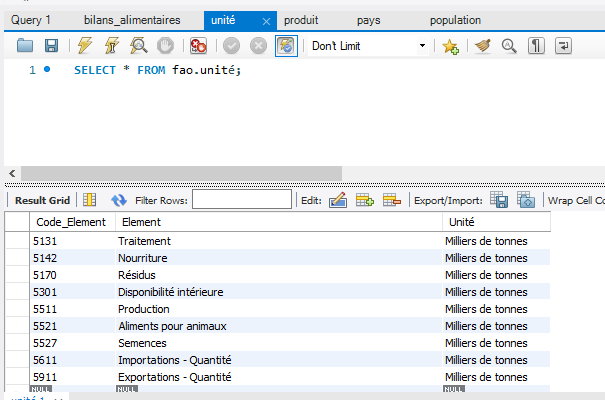 Query 1 bilans_alimentaires unité produit pays population
Don't Limit
1 SELECT * FROM fao.unité;
Result Grid Filter Rows: Edit: Export/Import: Wrap Cell Co
Code_Element Element Unité
5131 Traitement Milliers de tonnes
5142 Nourriture Milliers de tonnes
5170 Résidus Milliers de tonnes
5301 Disponibilité intérieure Milliers de tonnes
5511 Production Milliers de tonnes
5521 Aliments pour animaux Milliers de tonnes
5527 Semences Milliers de tonnes
5611 Importations - Quantité Milliers de tonnes
5911 Exportations - Quantité Milliers de tonnes
NULL NULL NULL
unité 1